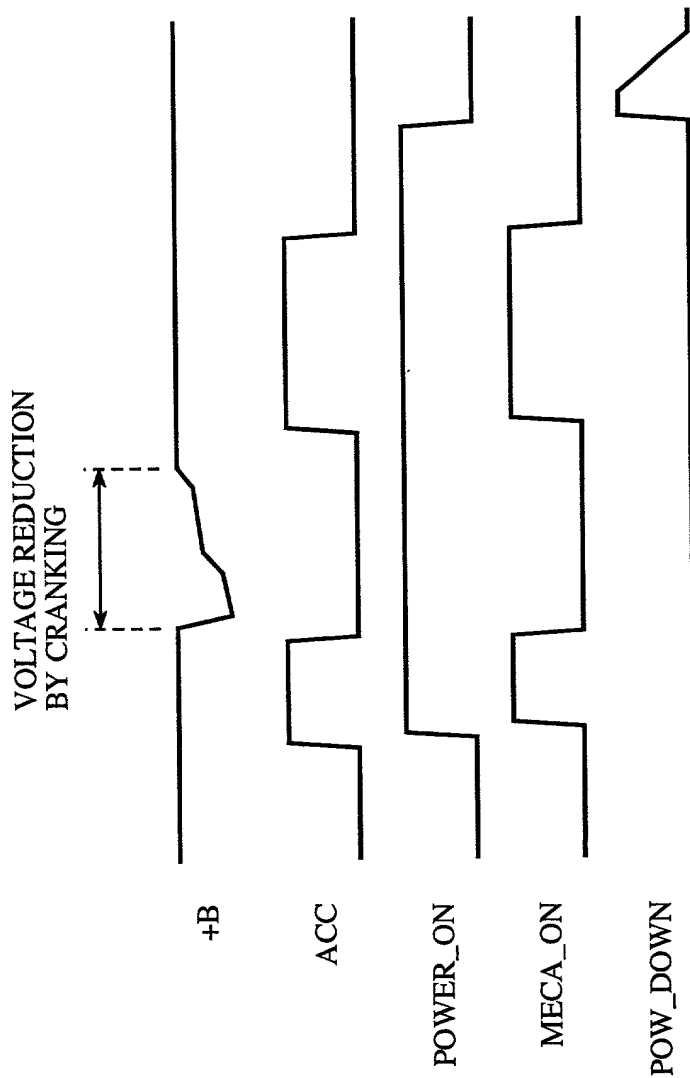 VOLTAGE REDUCTION
BY CRANKING
+B
ACC
POWER_ON
MECA_ON
POW_DOWN